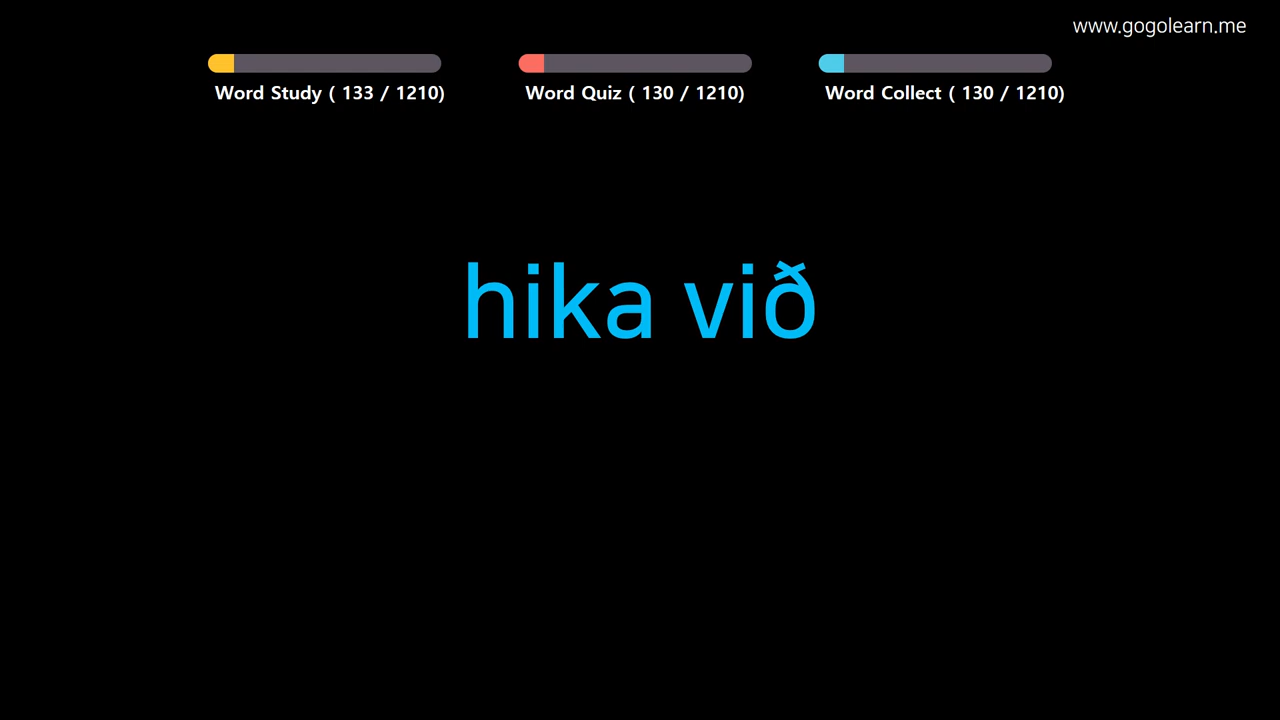 www.gogolearn.me
Word Study ( 133 / 1210)
Word Quiz ( 130 / 1210)
Word Collect ( 130 / 1210)
hika við